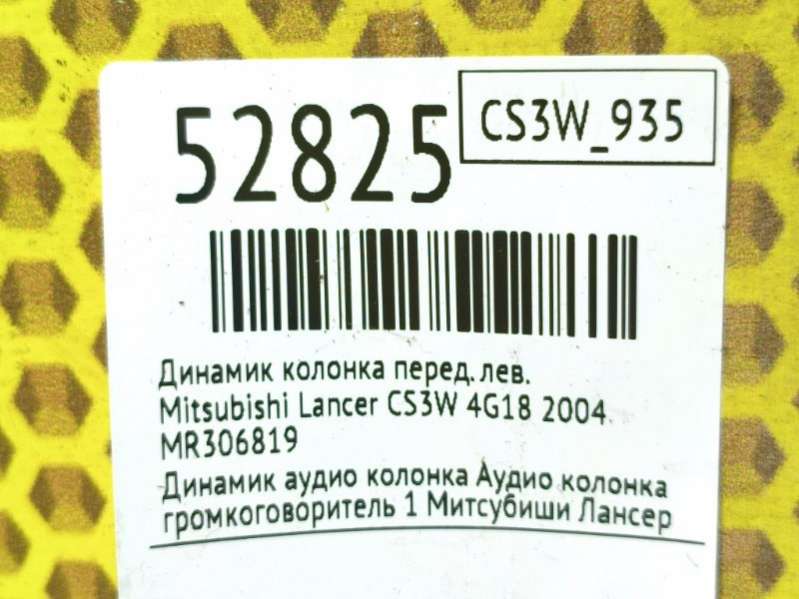 52825
CS3W_935
Динамик колонка перед.лев.
Mitsubishi Lancer CS3W 4G18 2004
MR306819
Динамик аудио колонка Аудио колонка
громкоговоритель 1 Митсубиши Лансер